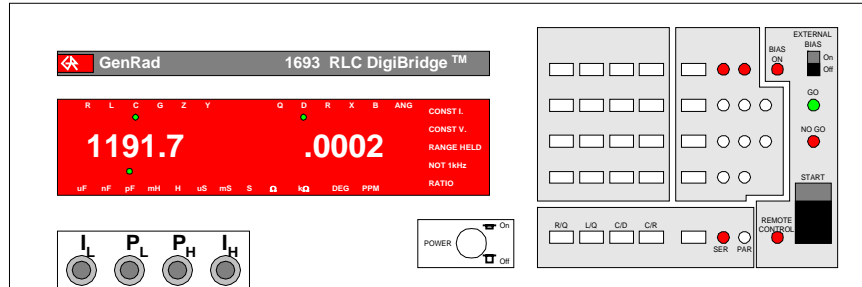 GR GenRad 1693 RLC DigiBridge TM
R L C G Z Y Q D R X B ANG
CONST I.
CONST V.
1191.7 .0002
RANGE HELD
NOT 1kHz
RATIO
uF nF pF mH H uS mS S Ω kΩ DEG PPM
IL PL PH IH
POWER
On
Off
R/Q L/Q C/D C/R
SER PAR
EXTERNAL
BIAS
On
Off
BIAS
ON
GO
NO GO
START
REMOTE
CONTROL